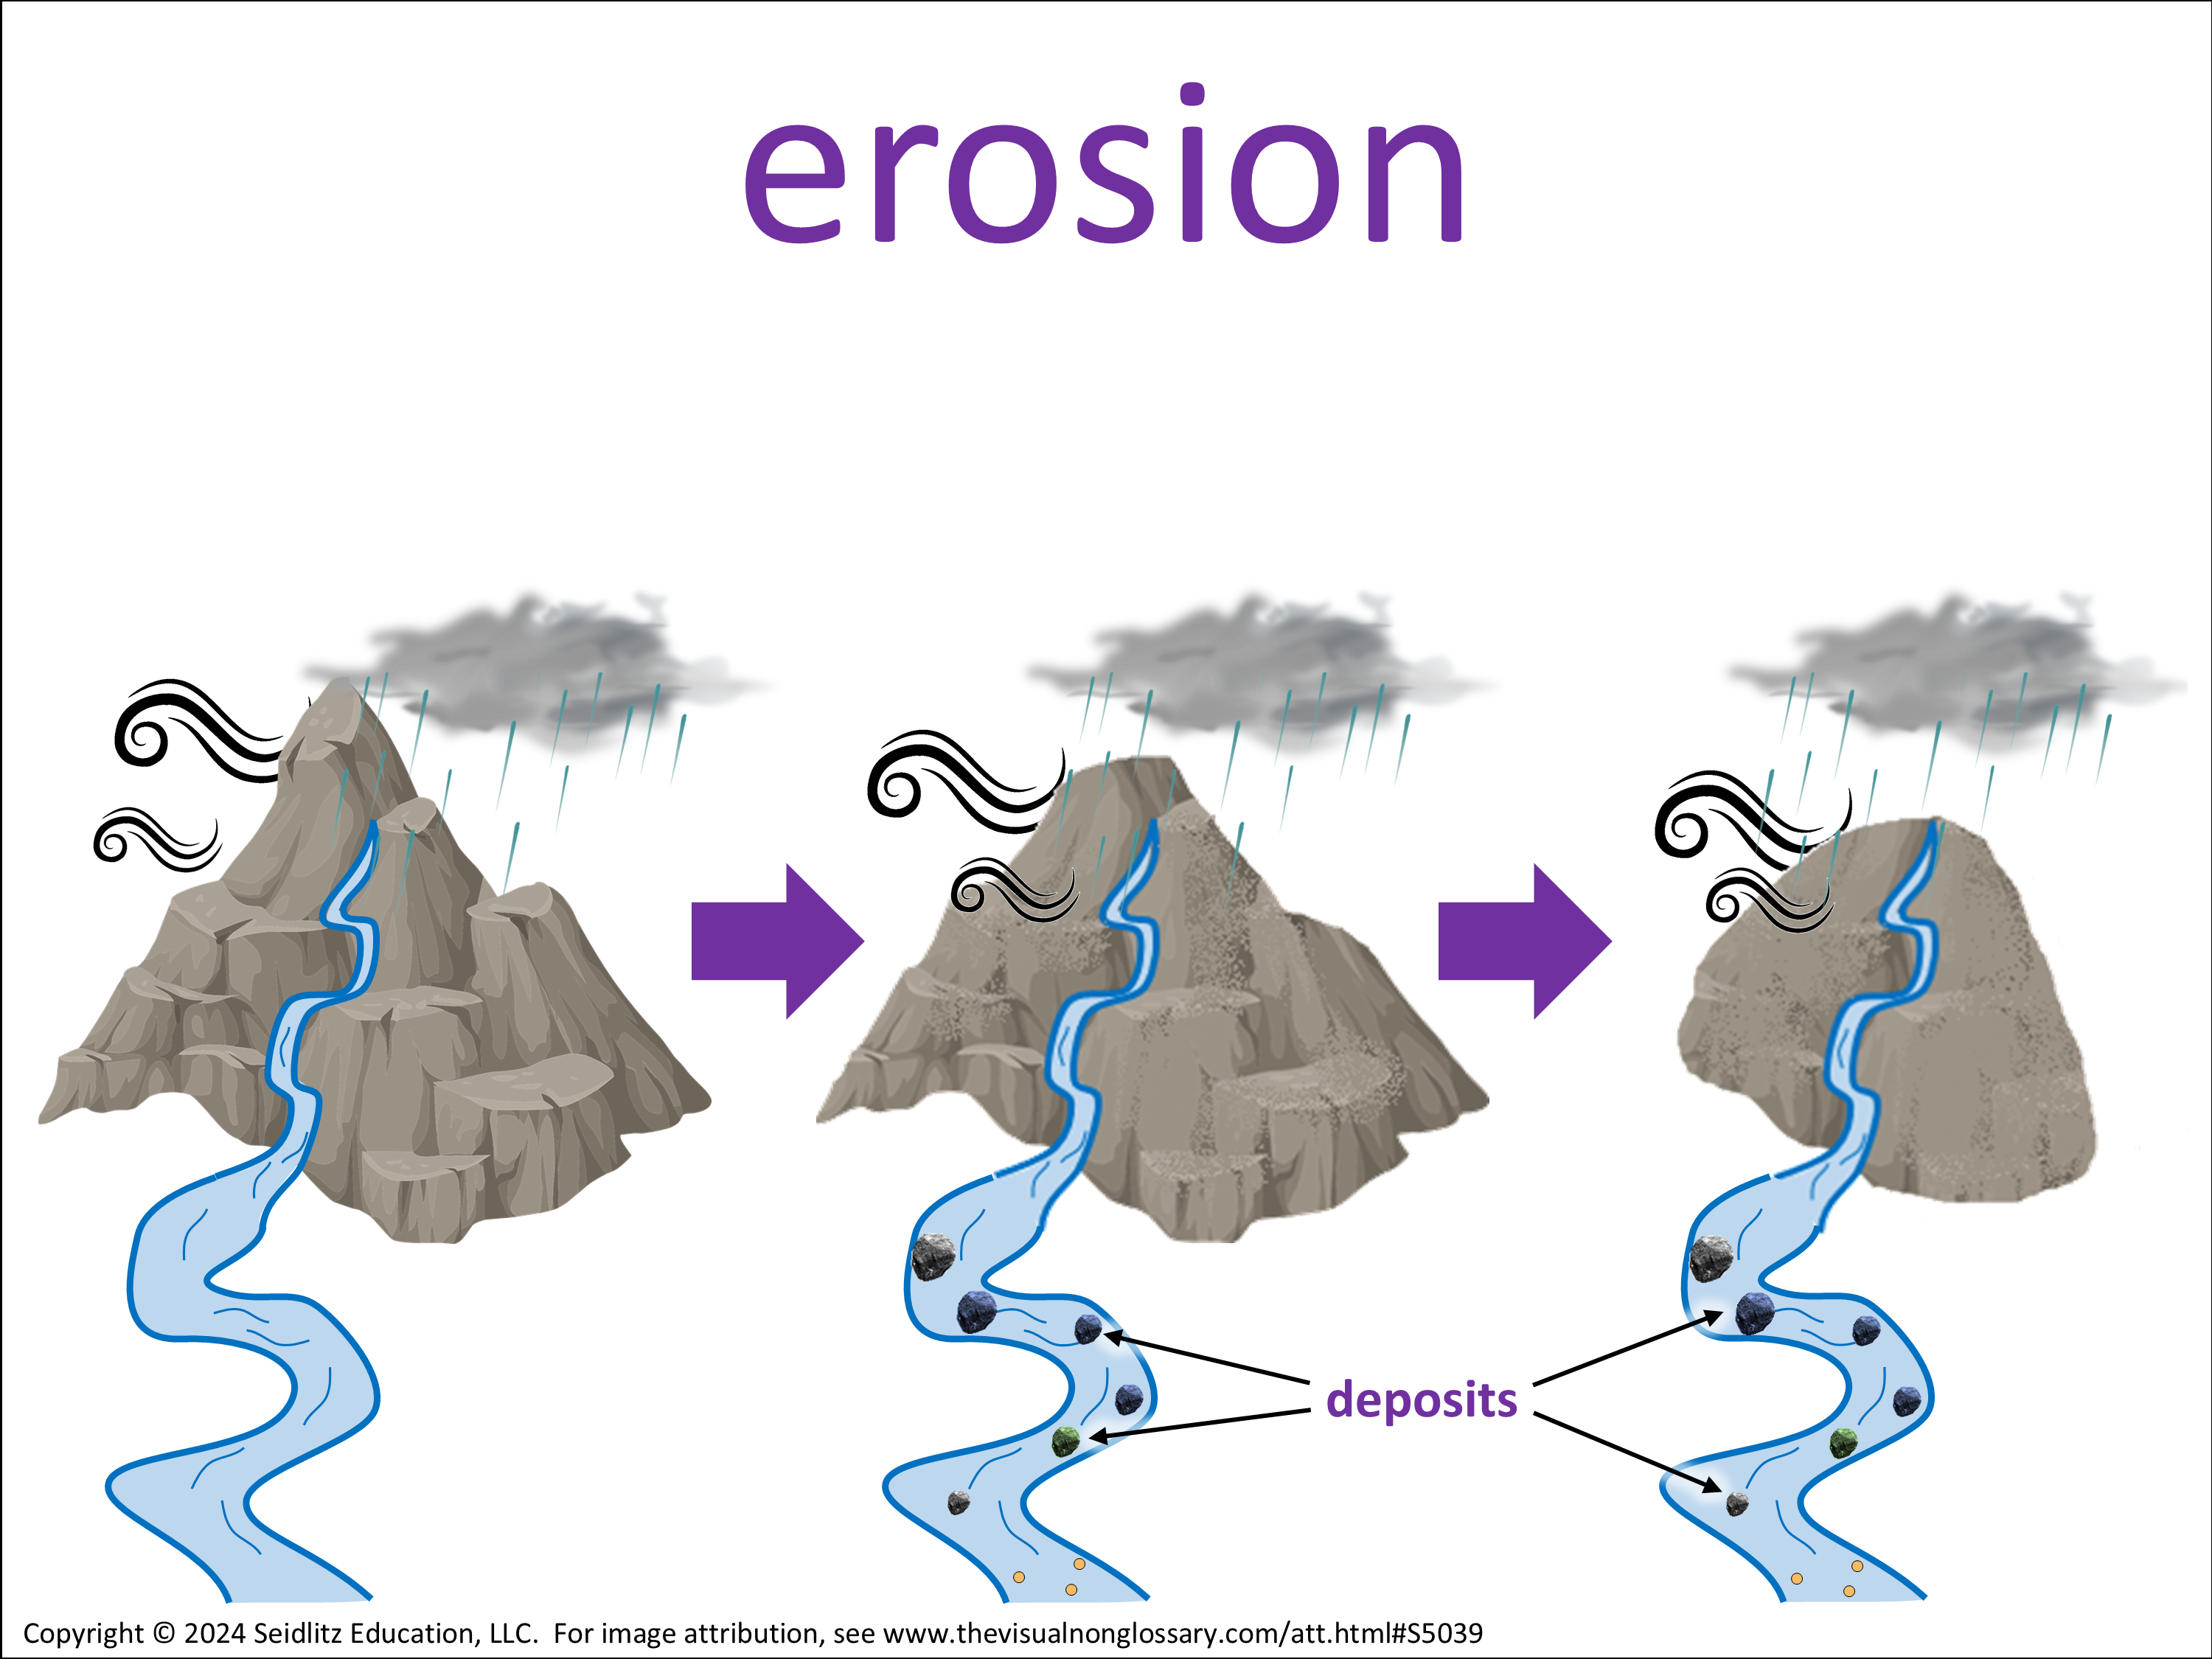 erosion
deposits
Copyright © 2024 Seidlitz Education, LLC.  For image attribution, see www.thevisualnonglossary.com/att.html#S5039